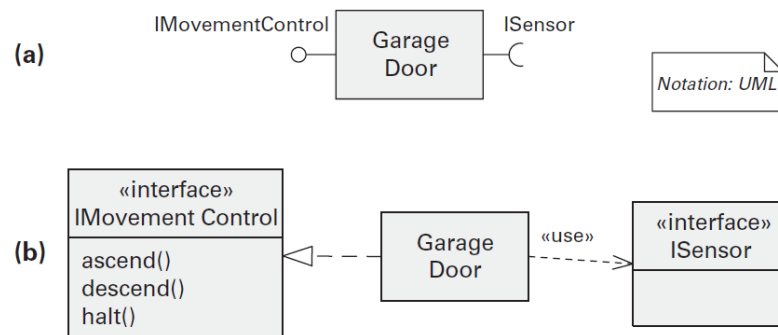 IMovementControl
ISensor
(a)
Garage
Door
Notation: UML
«interface»
IMovement Control
ascend()
descend()
halt()
(b)
Garage
Door
«use»
«interface»
ISensor